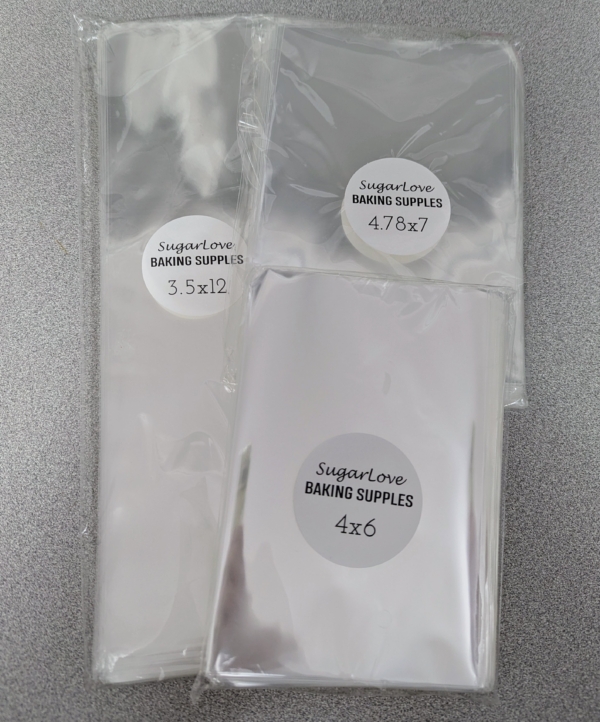 SugarLove
BAKING SUPPLES
4.78x7
SugarLove
BAKING SUPPLES
3.5x12
SugarLove
BAKING SUPPLES
4x6